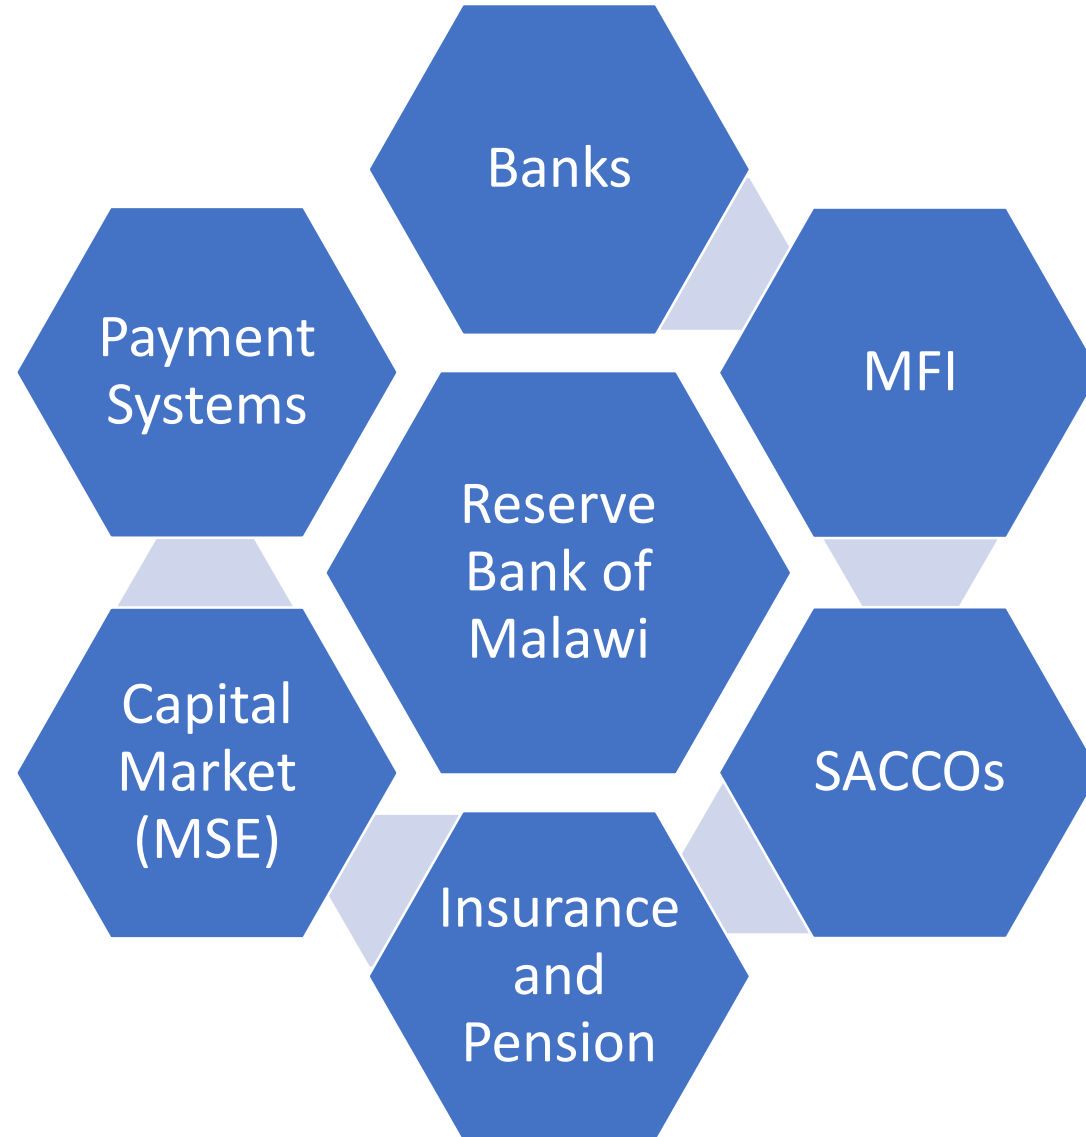 Banks
MFI
SACCOs
Insurance
and
Pension
Capital
Market
(MSE)
Payment
Systems
Reserve
Bank of
Malawi